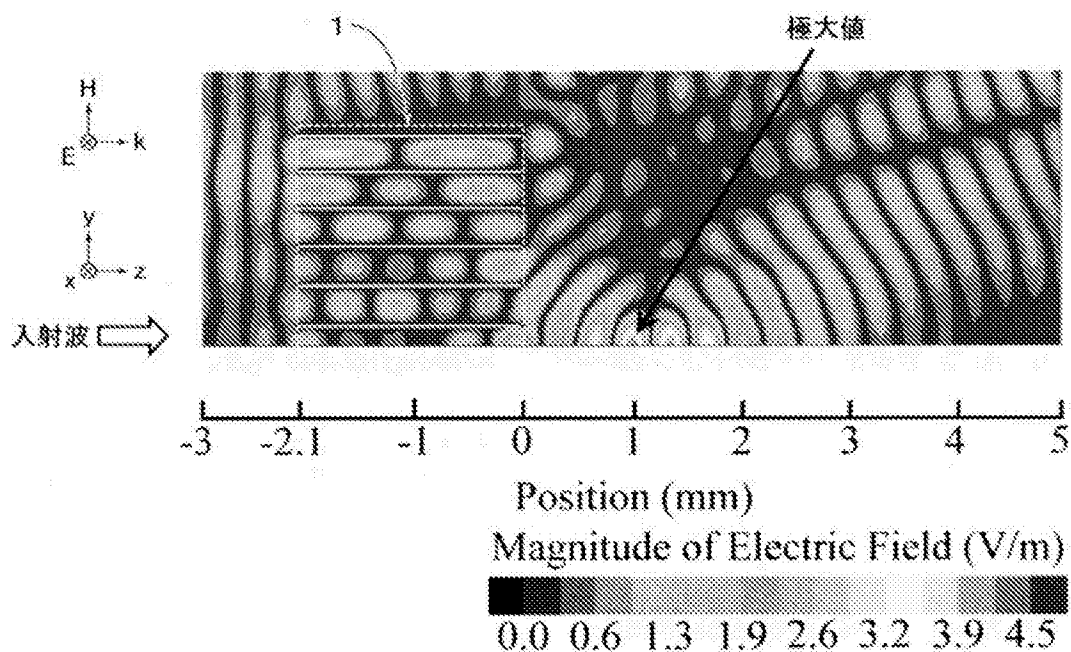 1
極大値
H
E
k
y
x
z
入射波
-3 -2.1 -1 0 1 2 3 4 5
Position (mm)
Magnitude of Electric Field (V/m)
0.0 0.6 1.3 1.9 2.6 3.2 3.9 4.5